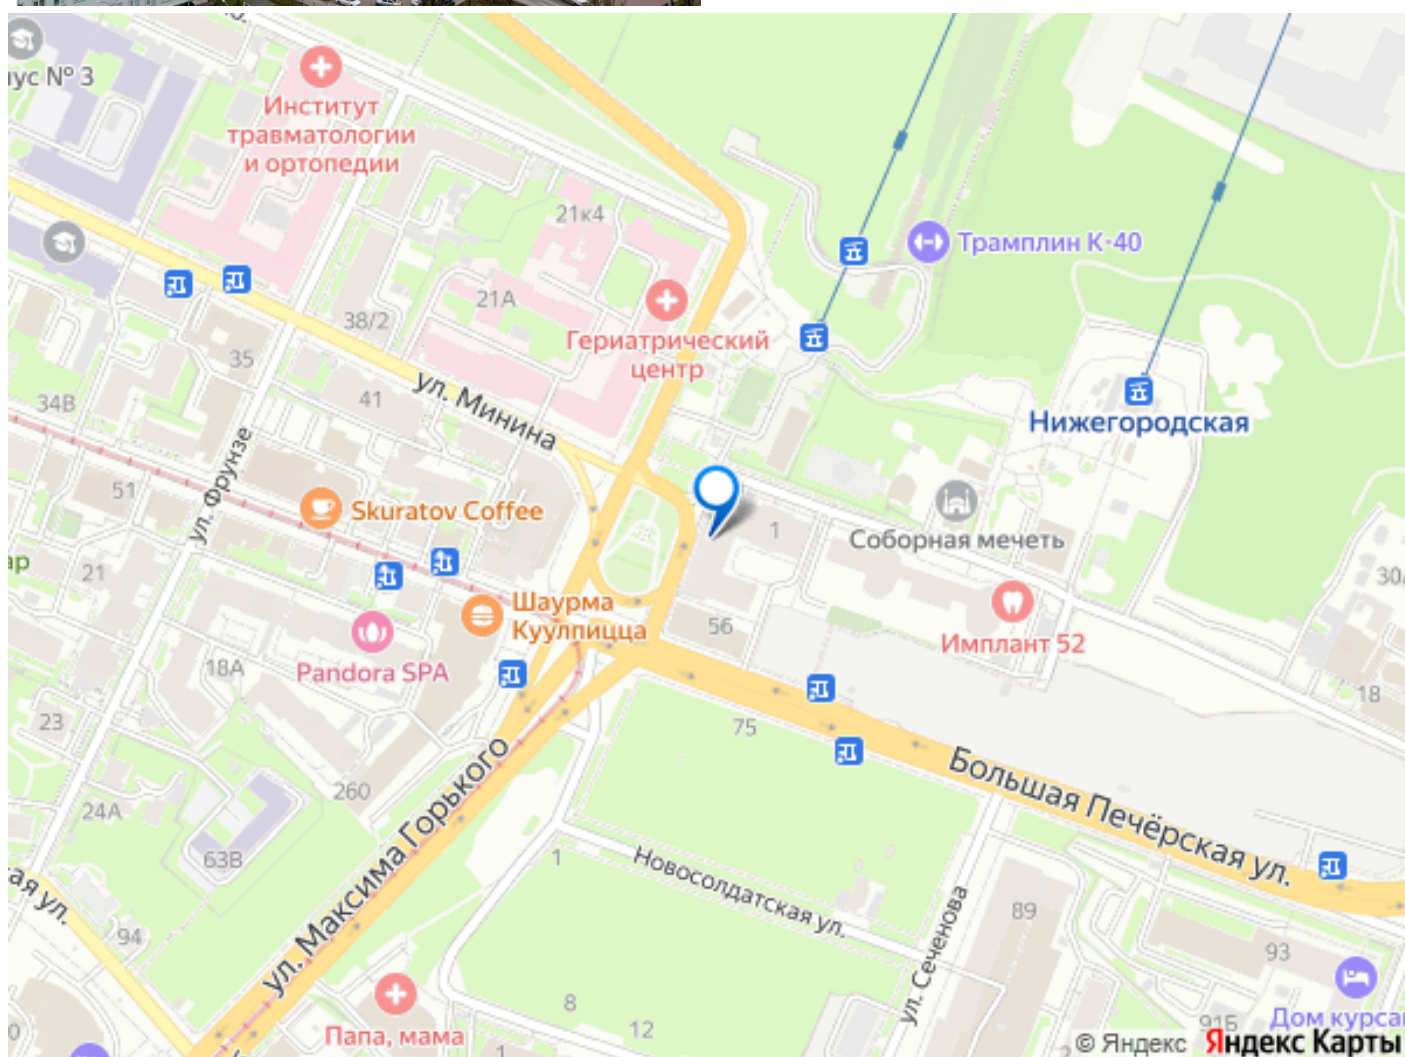 ус № 3
Институт
травматологии
и ортопедии
21к4
Трамплин К-40
21А
38/2
Гериатрический
центр
35
ул. Минина
41
34В
Нижегородская
ул. Фрунзе
51
Skuratov Coffee
1
Соборная мечеть
ар
21
30
Шаурма
Куулпицца
56
Имплант 52
18А
Pandora SPA
18
23
75
Большая Печёрская ул.
ул. Максима Горького
260
24А
63В
1
Новосолдатская ул.
ая ул.
94
ул. Сеченова
89
93
8
12
Папа, мама
1
2
91Б
Дом курса
0
© Яндекс Яндекс Карты